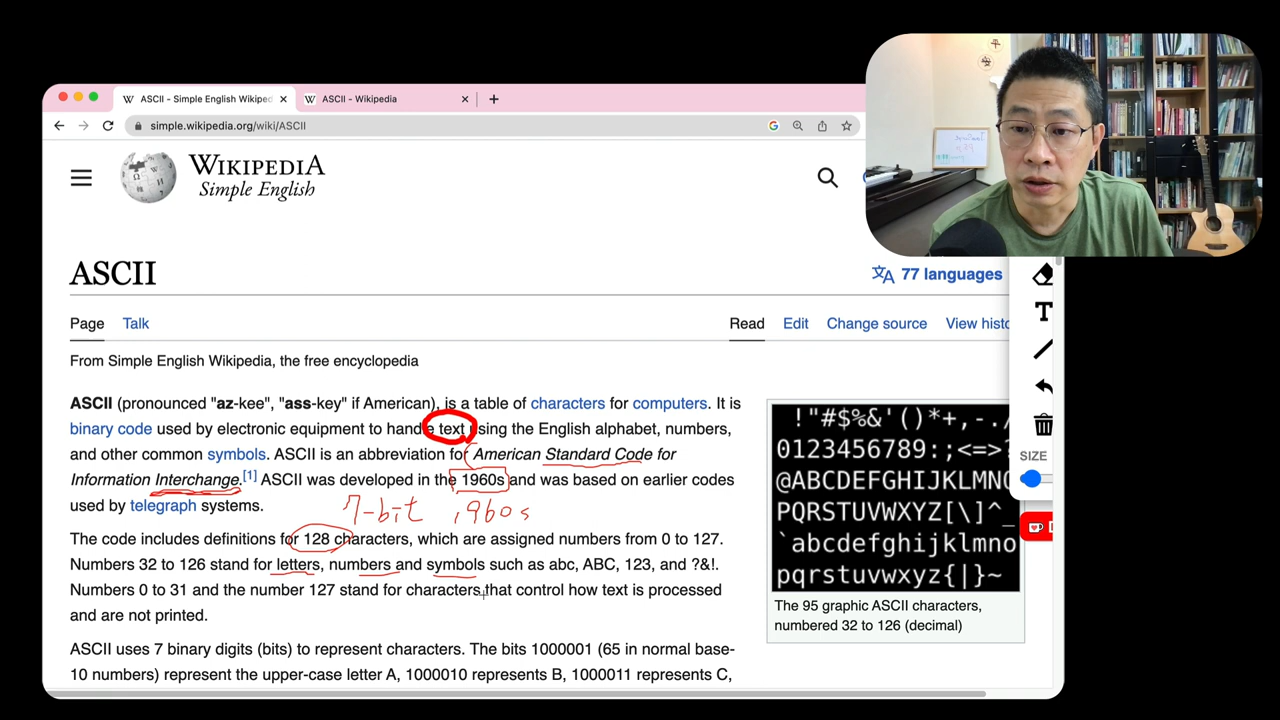 ASCII - Simple English Wikiped
ASCII - Wikipedia
simple.wikipedia.org/wiki/ASCII
WIKIPEDIA
Simple English
ASCII
77 languages
Page
Talk
Read
Edit
Change source
View histo
From Simple English Wikipedia, the free encyclopedia
ASCII (pronounced "az-kee", "ass-key" if American), is a table of characters for computers. It is
binary code used by electronic equipment to handle text using the English alphabet, numbers,
and other common symbols. ASCII is an abbreviation for American Standard Code for
Information Interchange.[1] ASCII was developed in the 1960s and was based on earlier codes
used by telegraph systems.
7-bit 1960s
The code includes definitions for 128 characters, which are assigned numbers from 0 to 127.
Numbers 32 to 126 stand for letters, numbers and symbols such as abc, ABC, 123, and ?&!.
Numbers 0 to 31 and the number 127 stand for characters that control how text is processed
and are not printed.
ASCII uses 7 binary digits (bits) to represent characters. The bits 1000001 (65 in normal base-
10 numbers) represent the upper-case letter A, 1000010 represents B, 1000011 represents C,
!"#$%&'()*+,-./
0123456789:;<=>?
@ABCDEFGHIJKLMNO
PQRSTUVWXYZ[\]^_
`abcdefghijklmno
pqrstuvwxyz{|}~
The 95 graphic ASCII characters,
numbered 32 to 126 (decimal)
T
SIZE